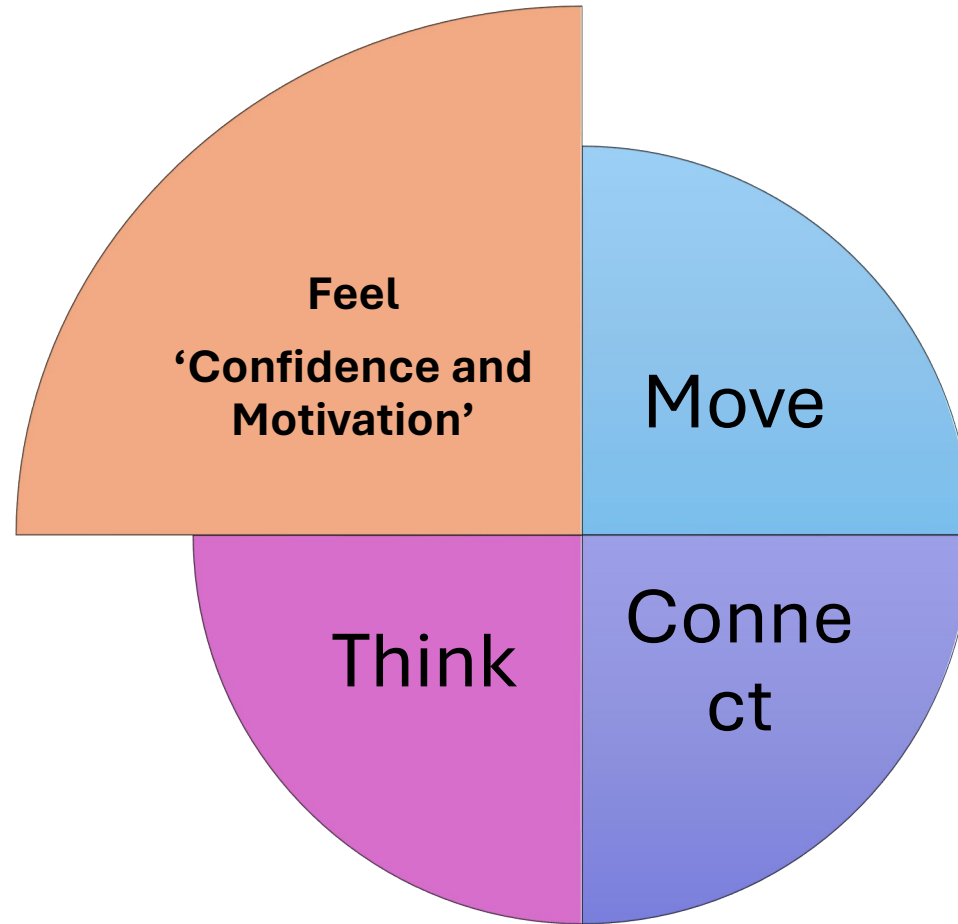 Feel
‘Confidence and
Motivation’
Move
Think
Conne
ct